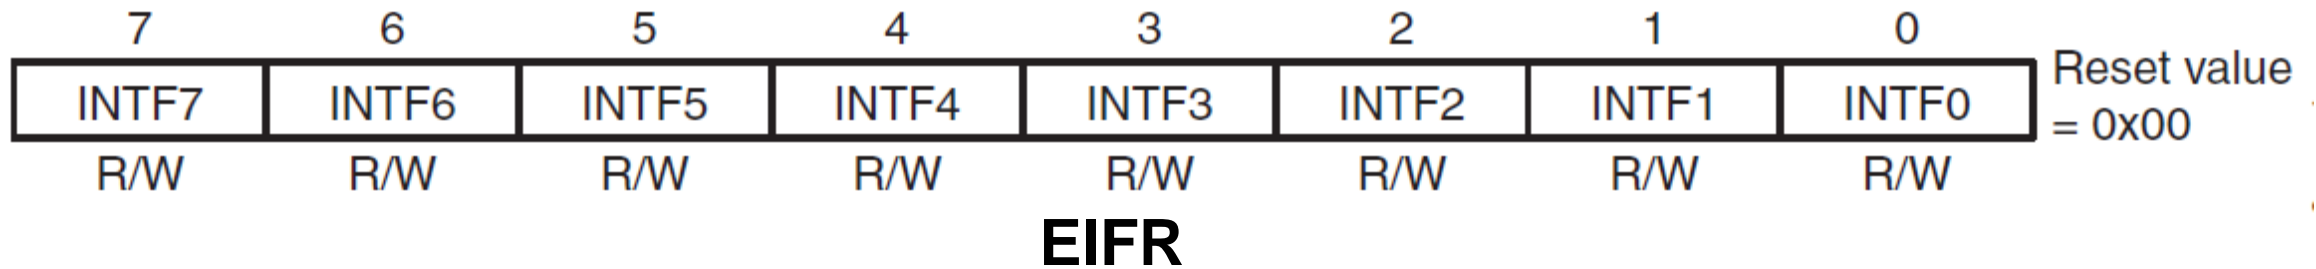 7 6 5 4 3 2 1 0
INTF7 INTF6 INTF5 INTF4 INTF3 INTF2 INTF1 INTF0 Reset value
= 0x00
R/W R/W R/W R/W R/W R/W R/W R/W
EIFR